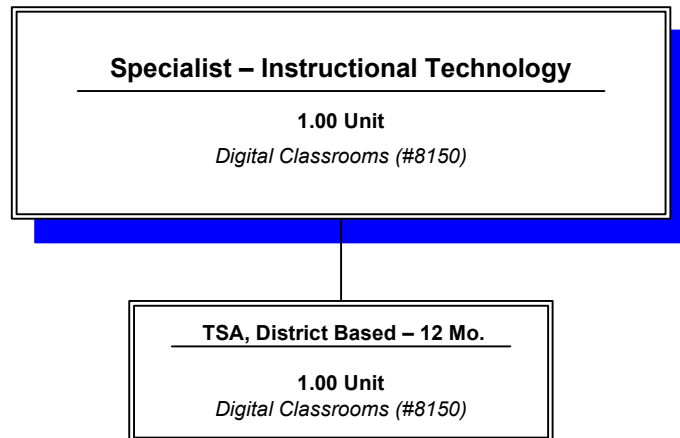 Specialist – Instructional Technology
1.00 Unit
Digital Classrooms (#8150)
TSA, District Based – 12 Mo.
1.00 Unit
Digital Classrooms (#8150)